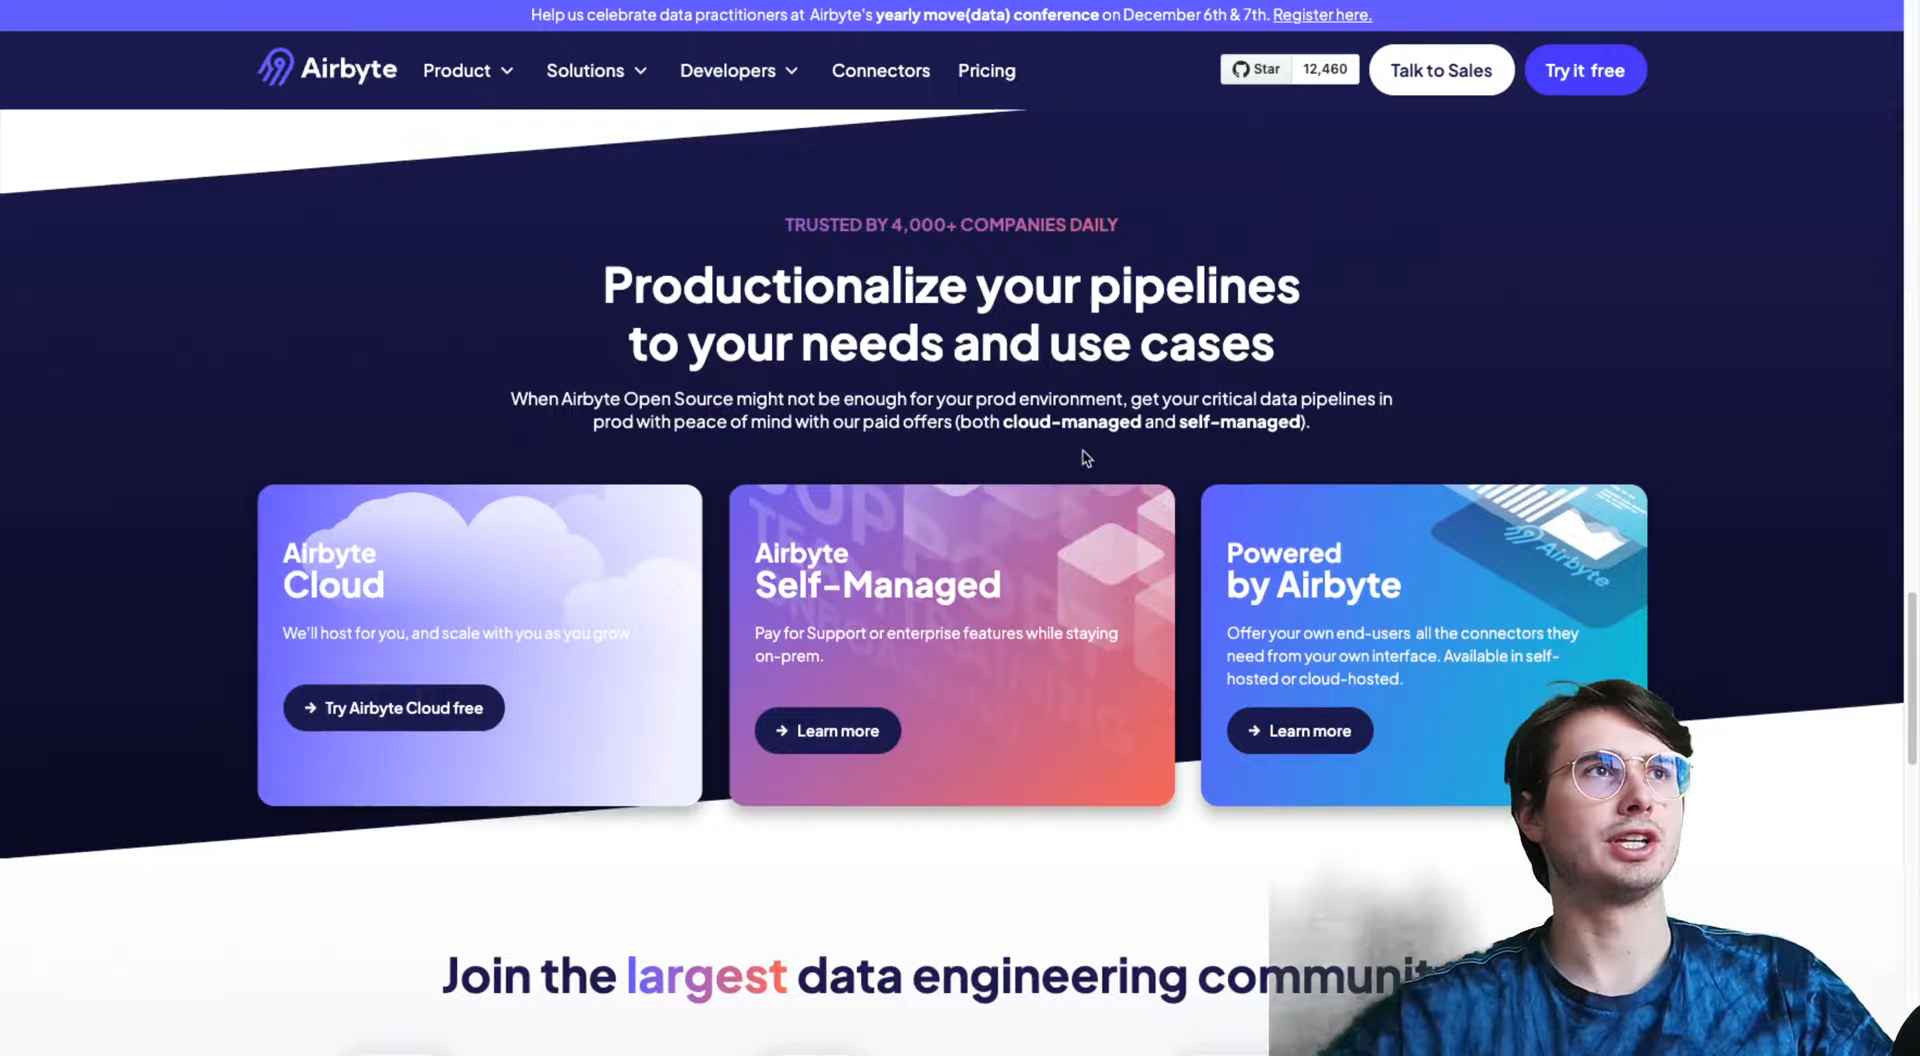 Help us celebrate data practitioners at Airbyte's yearly move(data) conference on December 6th & 7th. Register here.
Airbyte
Product
Solutions
Developers
Connectors
Pricing
Star
12,460
Talk to Sales
Try it free
TRUSTED BY 4,000+ COMPANIES DAILY
Productionalize your pipelines
to your needs and use cases
When Airbyte Open Source might not be enough for your prod environment, get your critical data pipelines in
prod with peace of mind with our paid offers (both cloud-managed and self-managed).
Airbyte
Cloud
We'll host for you, and scale with you as you grow
Try Airbyte Cloud free
Airbyte
Self-Managed
Pay for Support or enterprise features while staying
on-prem.
Learn more
Powered
by Airbyte
Offer your own end-users all the connectors they
need from your own interface. Available in self-
hosted or cloud-hosted.
Learn more
Airbyte
Join the largest data engineering